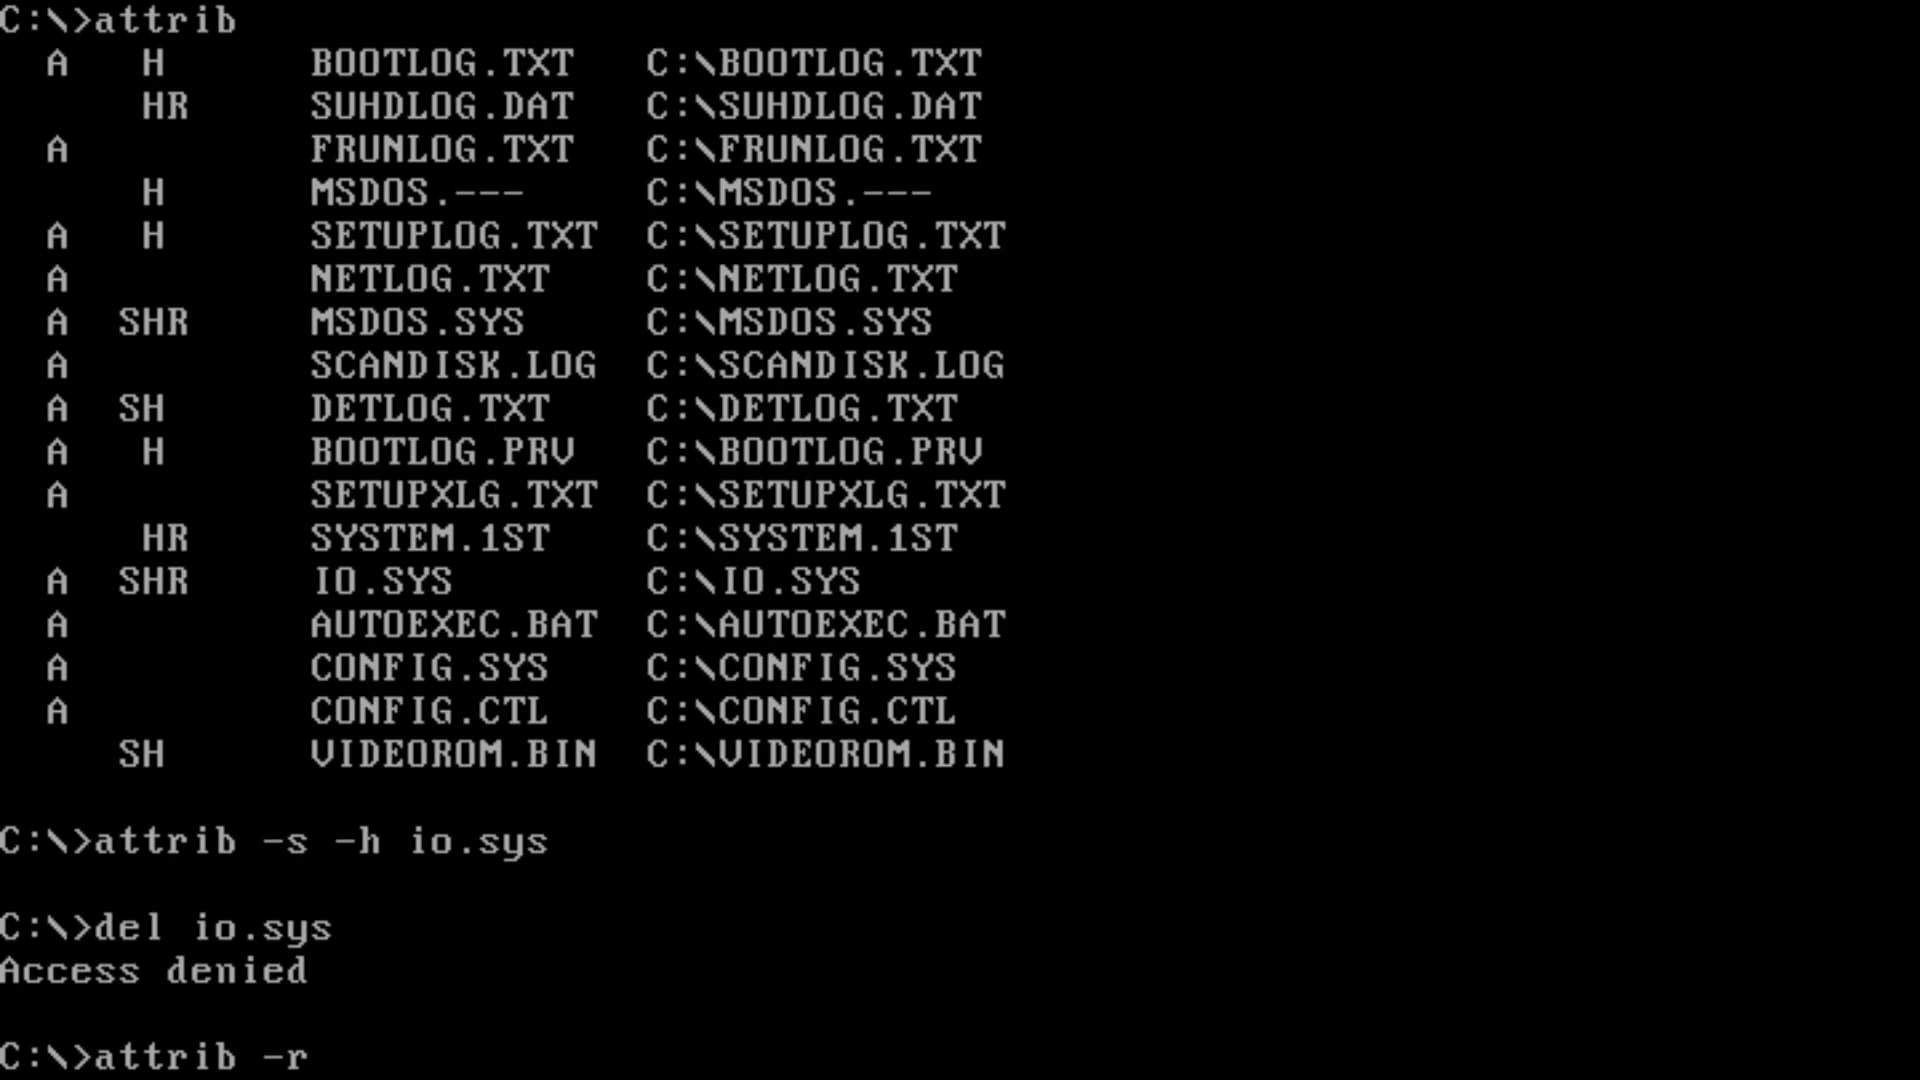 C:\>attrib
A H BOOTLOG.TXT C:\BOOTLOG.TXT
HR SUHDLOG.DAT C:\SUHDLOG.DAT
A FRUNLOG.TXT C:\FRUNLOG.TXT
H MSDOS.--- C:\MSDOS.---
A H SETUPLOG.TXT C:\SETUPLOG.TXT
A NETLOG.TXT C:\NETLOG.TXT
A SHR MSDOS.SYS C:\MSDOS.SYS
A SCANDISK.LOG C:\SCANDISK.LOG
A SH DETLOG.TXT C:\DETLOG.TXT
A H BOOTLOG.PRV C:\BOOTLOG.PRV
A SETUPXLG.TXT C:\SETUPXLG.TXT
HR SYSTEM.1ST C:\SYSTEM.1ST
A SHR IO.SYS C:\IO.SYS
A AUTOEXEC.BAT C:\AUTOEXEC.BAT
A CONFIG.SYS C:\CONFIG.SYS
A CONFIG.CTL C:\CONFIG.CTL
SH VIDEOROM.BIN C:\VIDEOROM.BIN
C:\>attrib -s -h io.sys
C:\>del io.sys
Access denied
C:\>attrib -r